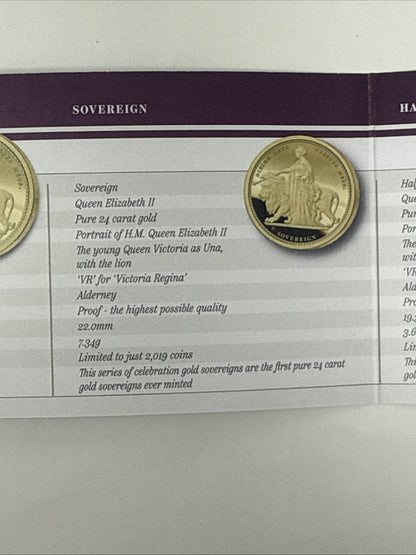 SOVEREIGN
Sovereign
Queen Elizabeth II
Pure 24 carat gold
Portrait of H.M. Queen Elizabeth II
The young Queen Victoria as Una,
with the lion
'VR' for 'Victoria Regina'
Alderney
Proof - the highest possible quality
22.0mm
7.34g
Limited to just 2,019 coins
This series of celebration gold sovereigns are the first pure 24 carat
gold sovereigns ever minted
SOVEREIGN
HA
Hal
Que
Pur
Por
The
wit
'VR
Ald
Pro
19.3
3.6
Lin
Thi
gol